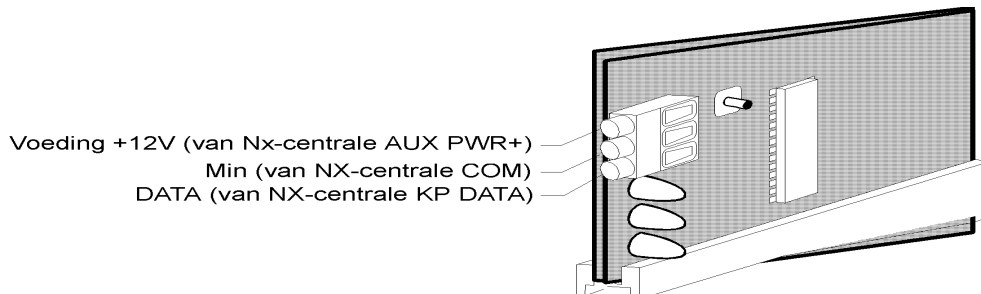 Voeding +12V (van Nx-centrale AUX PWR+)
Min (van NX-centrale COM)
DATA (van NX-centrale KP DATA)